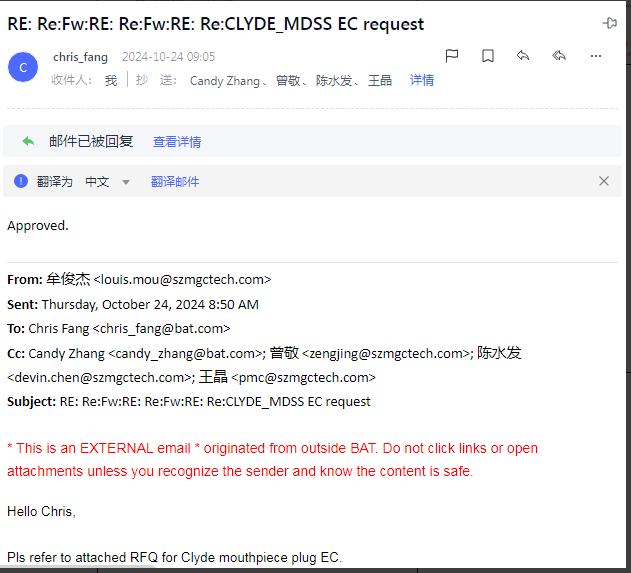 RE: Re:Fw:RE: Re:Fw:RE: Re:CLYDE_MDSS EC request
C
chris_fang 2024-10-24 09:05
收件人： 我 | 抄 送： Candy Zhang、 曾敬、 陈水发、 王晶 详情
邮件已被回复 查看详情
翻译为 中文 翻译邮件
Approved.
From: 牟俊杰 <louis.mou@szmgctech.com>
Sent: Thursday, October 24, 2024 8:50 AM
To: Chris Fang <chris_fang@bat.com>
Cc: Candy Zhang <candy_zhang@bat.com>; 曾敬 <zengjing@szmgctech.com>; 陈水发
<devin.chen@szmgctech.com>; 王晶 <pmc@szmgctech.com>
Subject: RE: Re:Fw:RE: Re:Fw:RE: Re:CLYDE_MDSS EC request
* This is an EXTERNAL email * originated from outside BAT. Do not click links or open
attachments unless you recognize the sender and know the content is safe.
Hello Chris,
Pls refer to attached RFQ for Clyde mouthpiece plug EC.